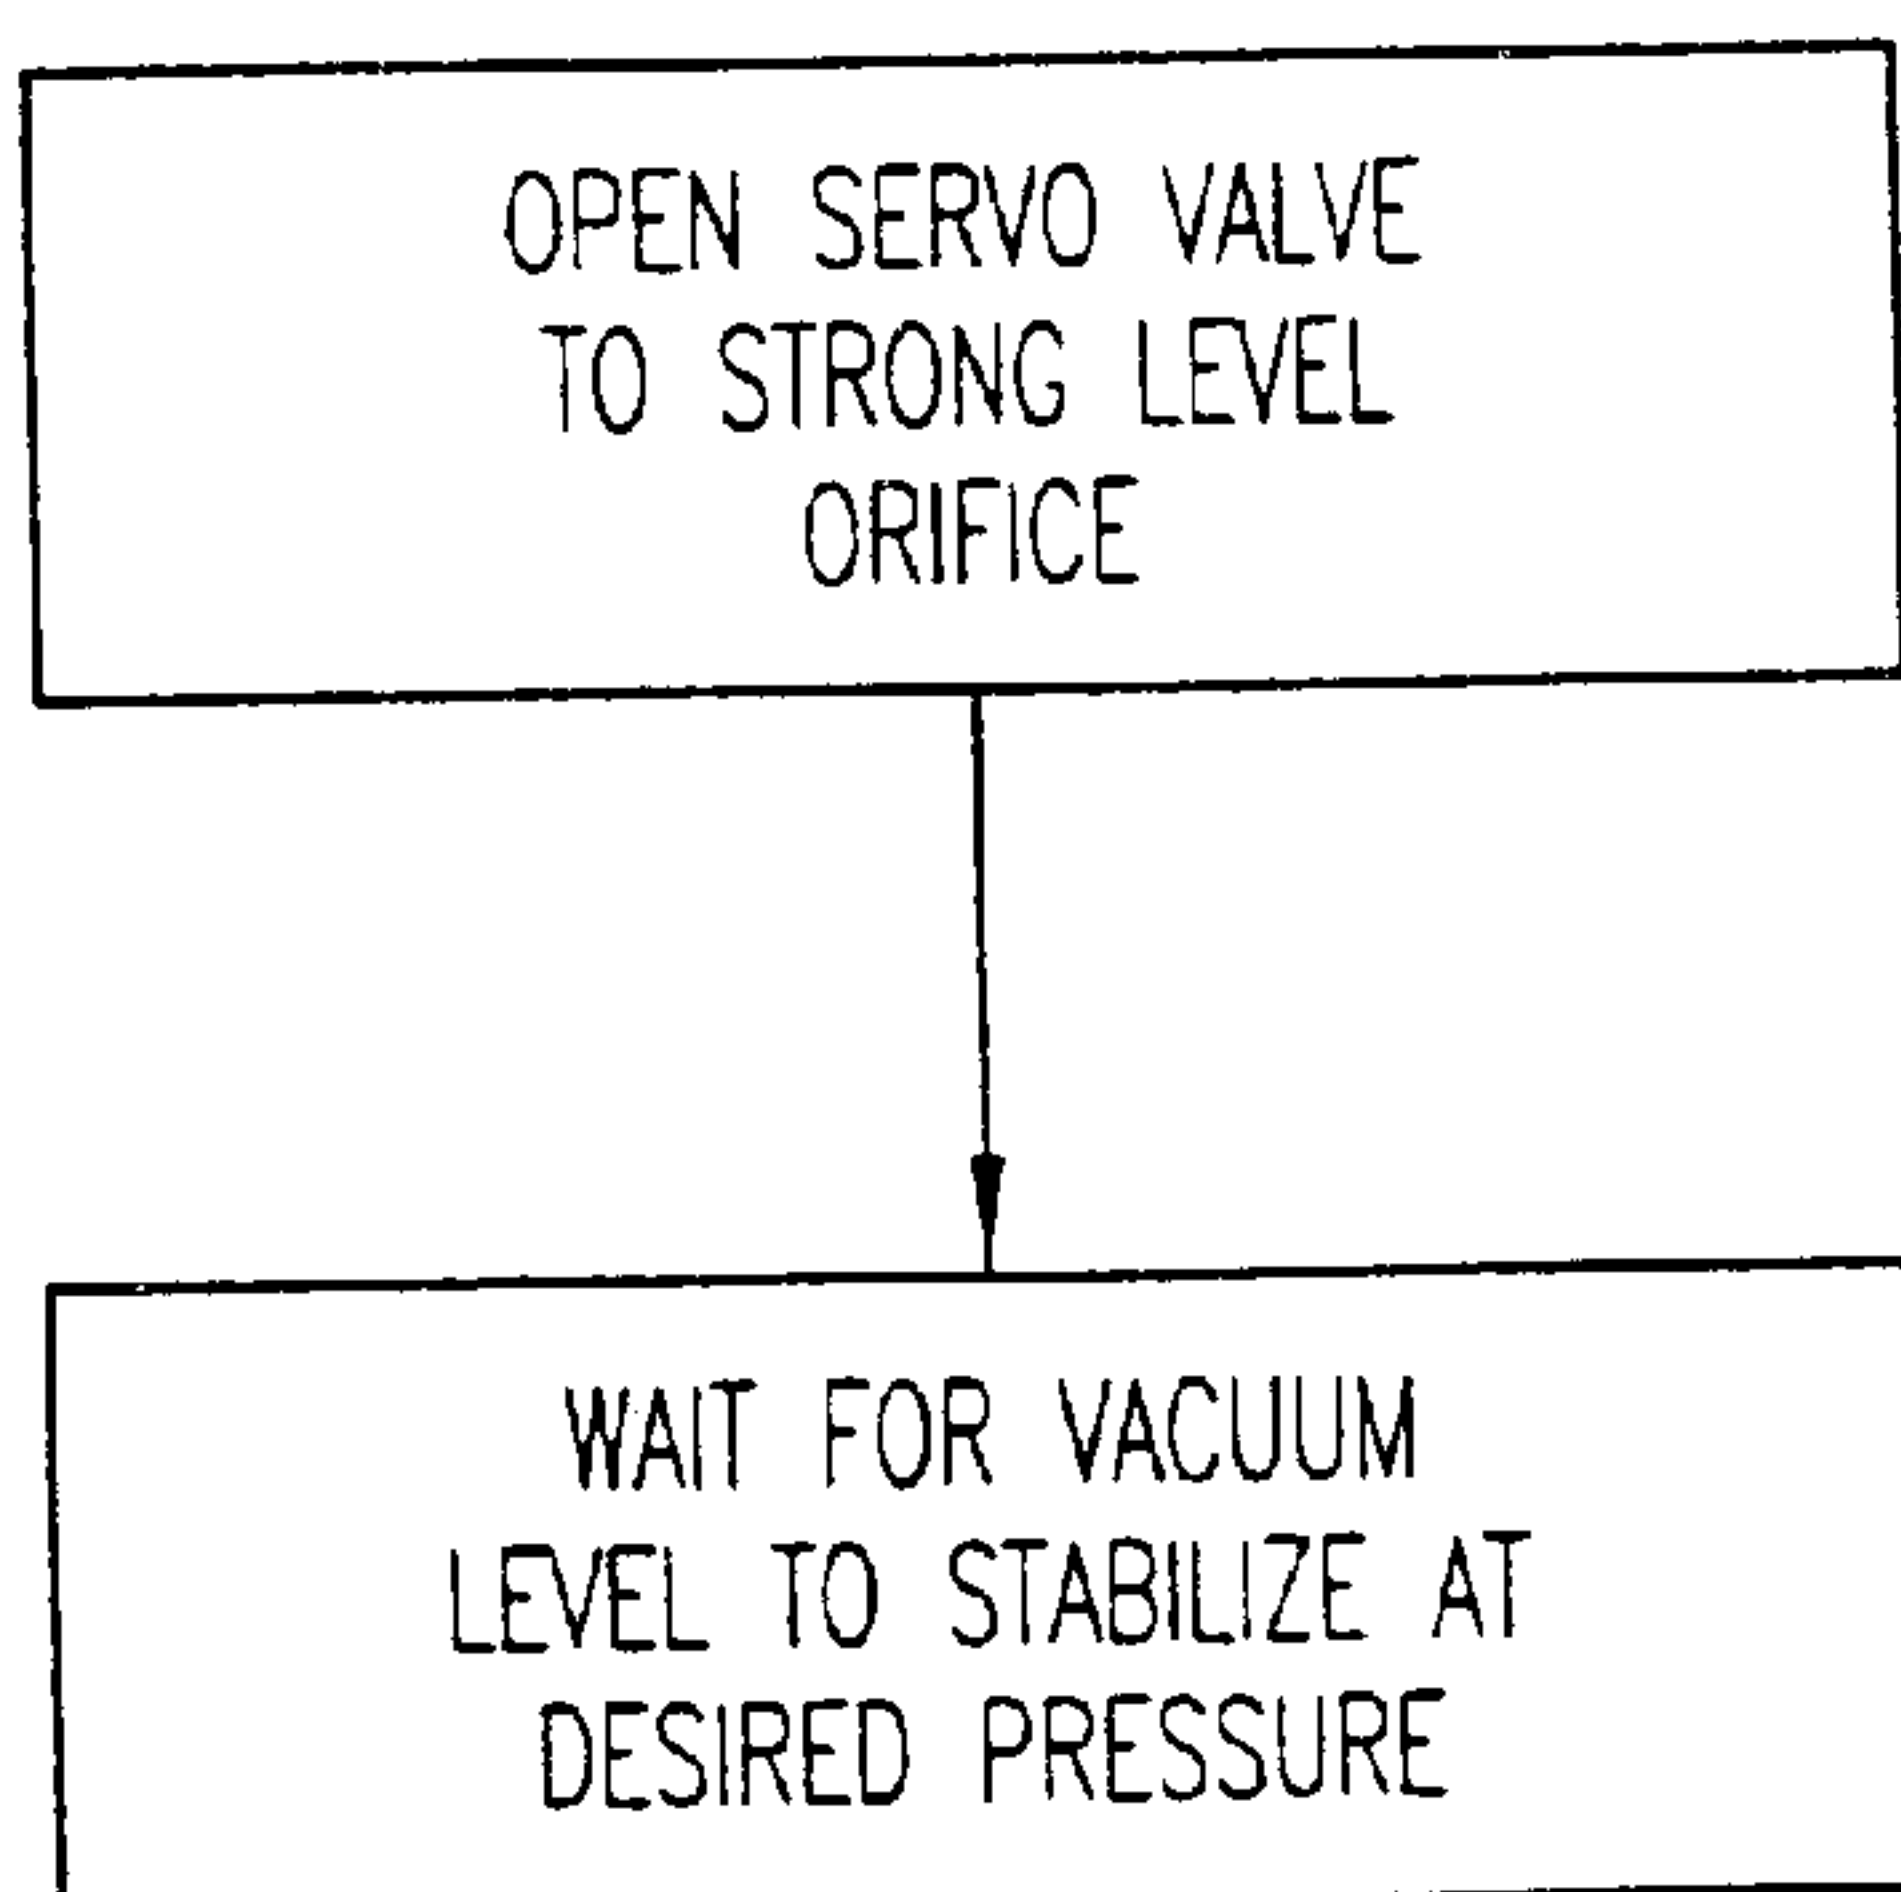 OPEN SERVO VALVE
TO STRONG LEVEL
ORIFICE
WAIT FOR VACUUM
LEVEL TO STABILIZE AT
DESIRED PRESSURE